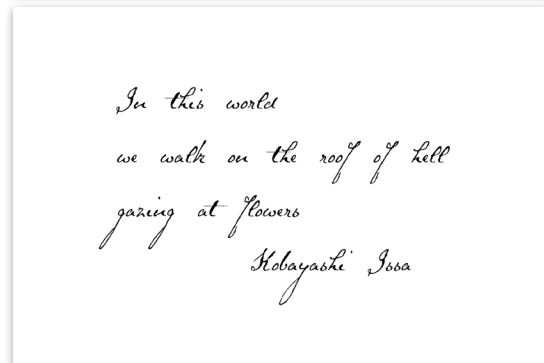 In this world
we walk on the roof of hell
gazing at flowers
Kobayashi Issa